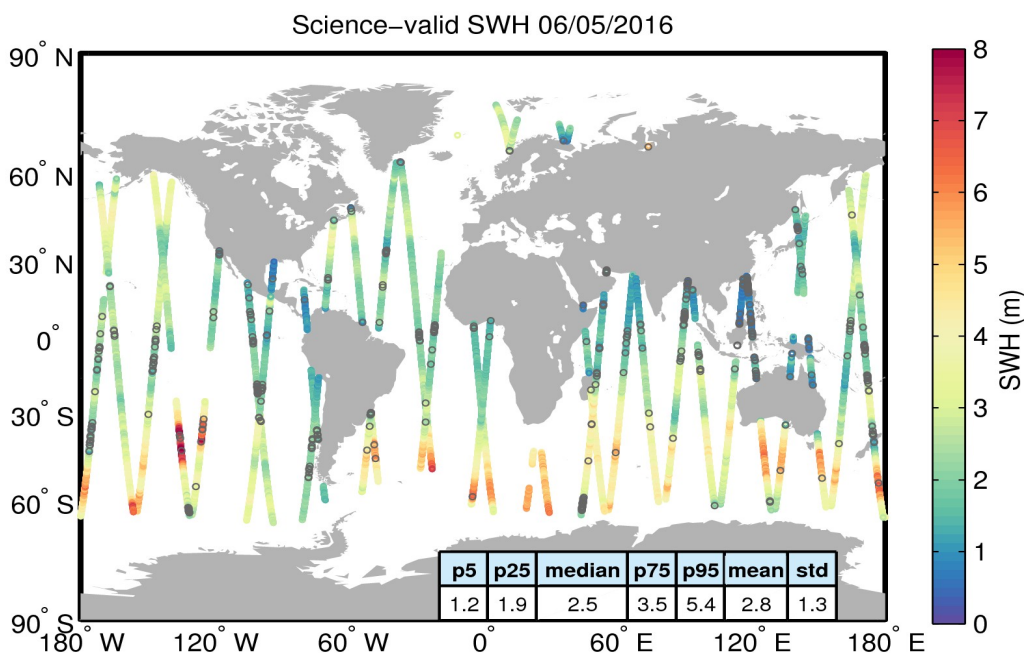 Science−valid SWH 06/05/2016
90° N
60° N
30° N
0°
30° S
60° S
90° S
180° W
120° W
60° W
0°
60° E
120° E
180° E
p5 p25 median p75 p95 mean std
1.2 1.9 2.5 3.5 5.4 2.8 1.3
8
7
6
5
4
3
2
1
0
SWH (m)